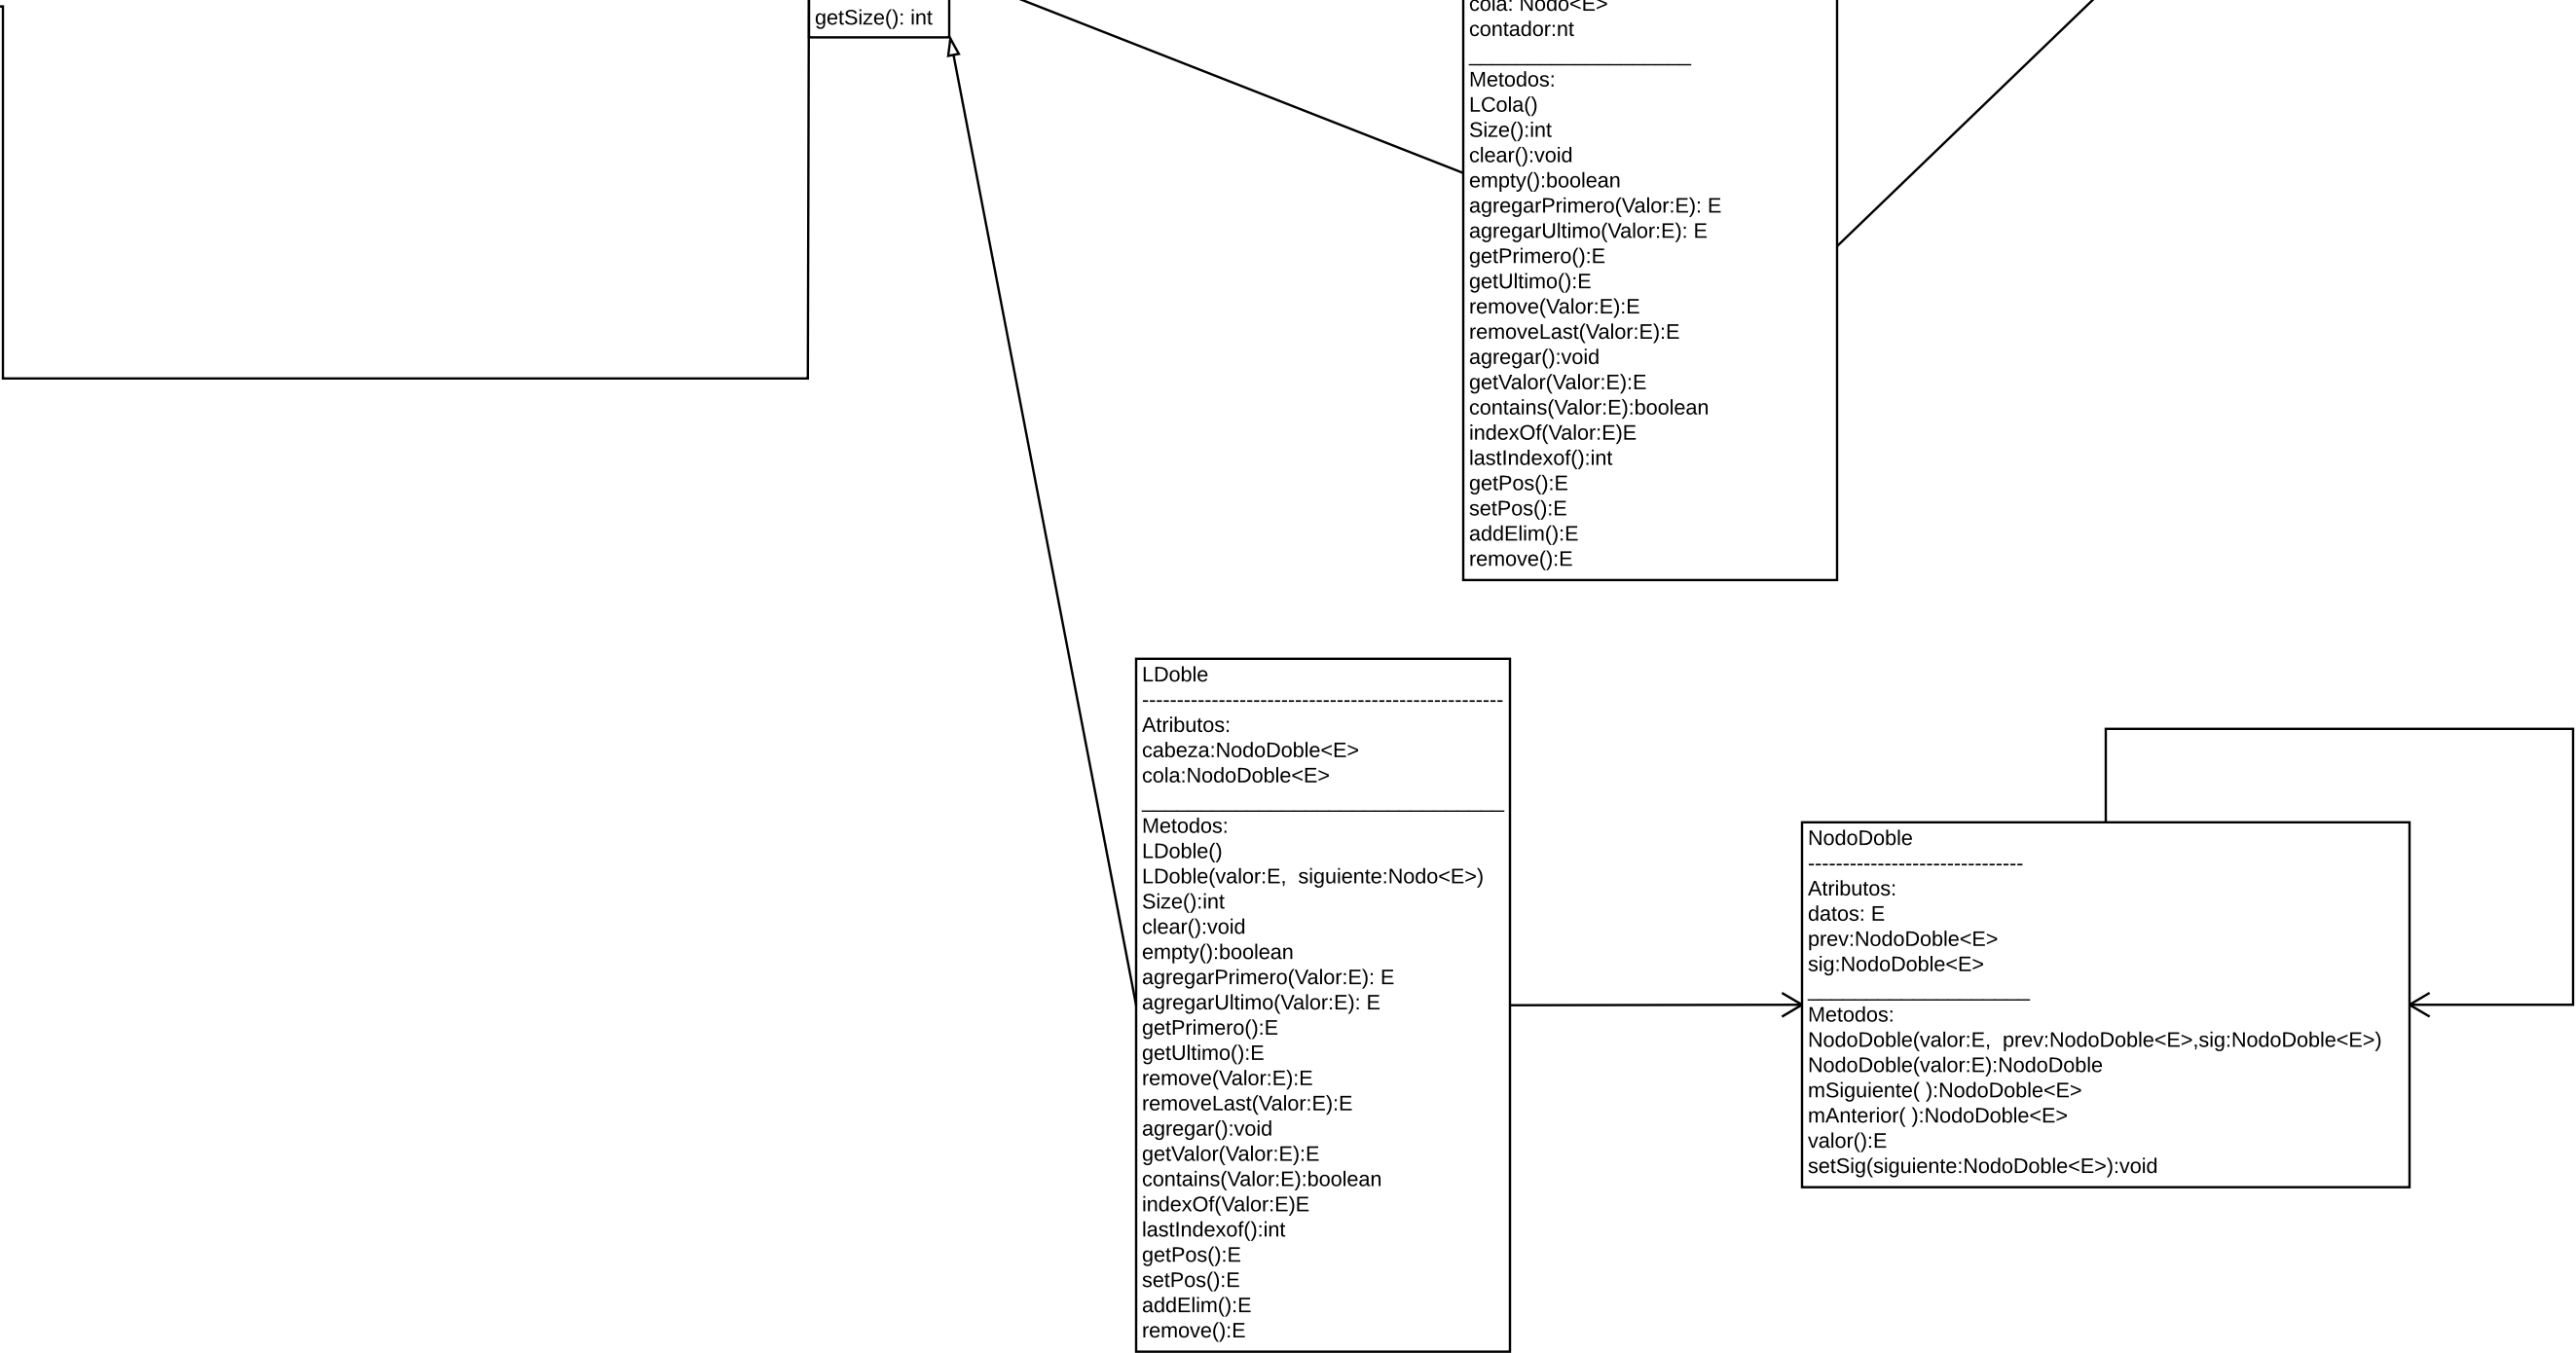 getSize(): int
cola: Nodo<E>
contador:nt
___________________
Metodos:
LCola()
Size():int
clear():void
empty():boolean
agregarPrimero(Valor:E): E
agregarUltimo(Valor:E): E
getPrimero():E
getUltimo():E
remove(Valor:E):E
removeLast(Valor:E):E
agregar():void
getValor(Valor:E):E
contains(Valor:E):boolean
indexOf(Valor:E)E
lastIndexof():int
getPos():E
setPos():E
addElim():E
remove():E
LDoble
----------------------------------------------------
Atributos:
cabeza:NodoDoble<E>
cola:NodoDoble<E>
_______________________________
Metodos:
LDoble()
LDoble(valor:E,  siguiente:Nodo<E>)
Size():int
clear():void
empty():boolean
agregarPrimero(Valor:E): E
agregarUltimo(Valor:E): E
getPrimero():E
getUltimo():E
remove(Valor:E):E
removeLast(Valor:E):E
agregar():void
getValor(Valor:E):E
contains(Valor:E):boolean
indexOf(Valor:E)E
lastIndexof():int
getPos():E
setPos():E
addElim():E
remove():E
NodoDoble
-------------------------------
Atributos:
datos: E
prev:NodoDoble<E>
sig:NodoDoble<E>
___________________
Metodos:
NodoDoble(valor:E,  prev:NodoDoble<E>,sig:NodoDoble<E>)
NodoDoble(valor:E):NodoDoble
mSiguiente( ):NodoDoble<E>
mAnterior( ):NodoDoble<E>
valor():E
setSig(siguiente:NodoDoble<E>):void